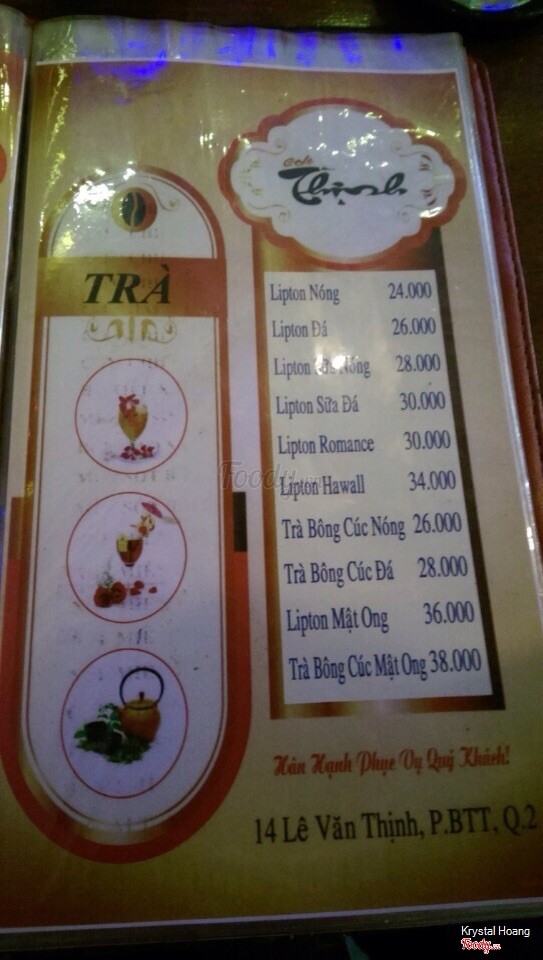 Thịnh
TRÀ
Lipton Nóng 24.000
Lipton Đá 26.000
Lipton Sữa Nóng 28.000
Lipton Sữa Đá 30.000
Lipton Romance 30.000
Lipton Hawall 34.000
Trà Bông Cúc Nóng 26.000
Trà Bông Cúc Đá 28.000
Lipton Mật Ong 36.000
Trà Bông Cúc Mật Ong 38.000
Hân Hạnh Phục Vụ Quý Khách!
14 Lê Văn Thịnh, P.BTT, Q.2
Foody
Krystal Hoang
Foody.vn